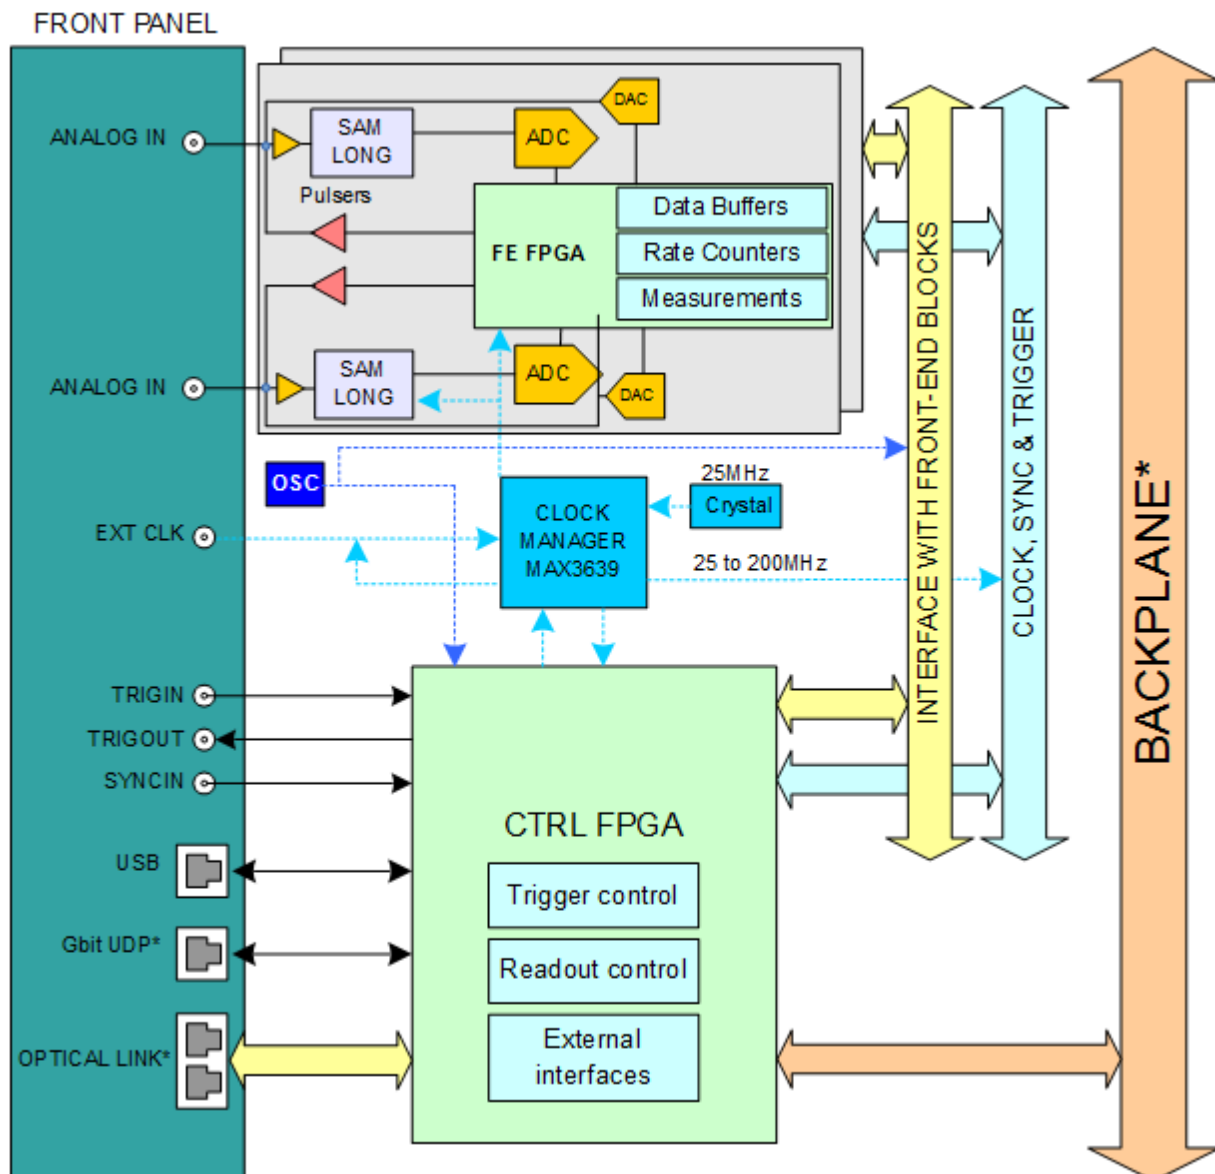 FRONT PANEL
ANALOG IN
SAM
LONG
ADC
DAC
Pulsers
FE FPGA
Data Buffers
Rate Counters
Measurements
ANALOG IN
SAM
LONG
ADC
DAC
OSC
25MHz
Crystal
EXT CLK
CLOCK
MANAGER
MAX3639
25 to 200MHz
INTERFACE WITH FRONT-END BLOCKS
CLOCK, SYNC & TRIGGER
BACKPLANE*
TRIGIN
TRIGOUT
SYNCIN
USB
Gbit UDP*
OPTICAL LINK*
CTRL FPGA
Trigger control
Readout control
External
interfaces